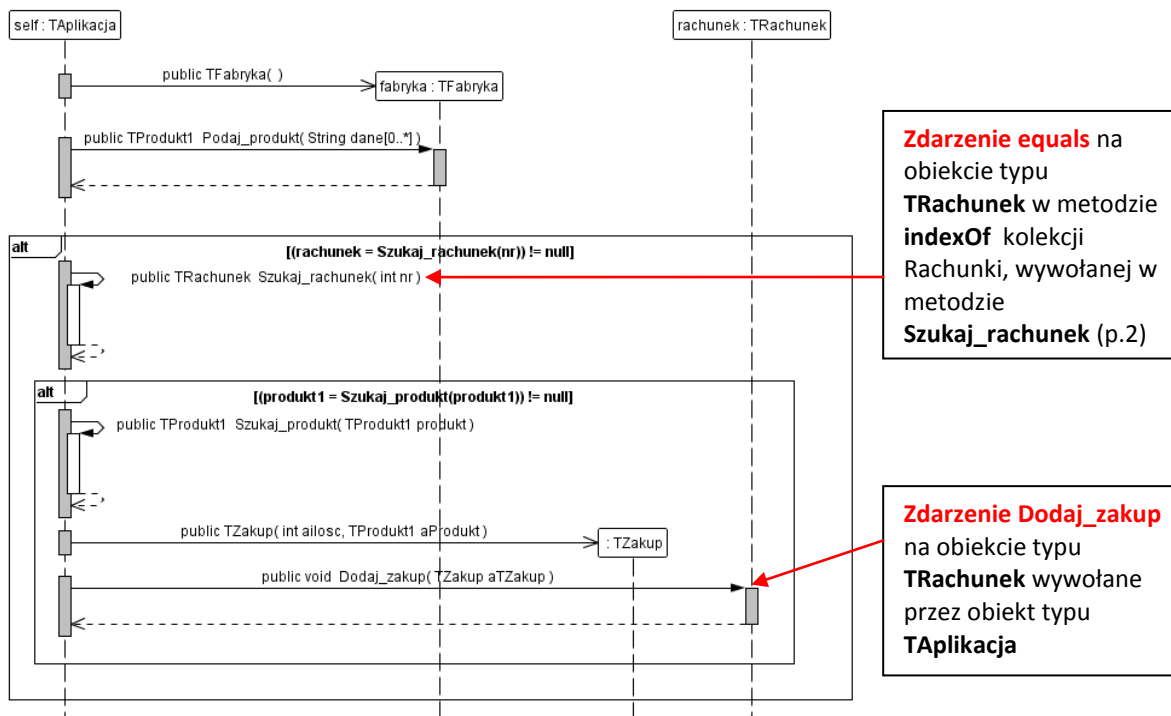 self : TAplikacja
rachunek : TRachunek
public TFabryka( )
fabryka : TFabryka
public TProdukt1 Podaj_produkt( String dane[0..*] )
alt
[(rachunek = Szukaj_rachunek(nr)) != null]
public TRachunek Szukaj_rachunek( int nr )
alt
[(produkt1 = Szukaj_produkt(produkt1)) != null]
public TProdukt1 Szukaj_produkt( TProdukt1 produkt )
public TZakup( int ailosc, TProdukt1 aProdukt )
: TZakup
public void Dodaj_zakup( TZakup aTZakup )
Zdarzenie equals na
obiekcie typu
TRachunek w metodzie
indexOf kolekcji
Rachunki, wywołanej w
metodzie
Szukaj_rachunek (p.2)
Zdarzenie Dodaj_zakup
na obiekcie typu
TRachunek wywołane
przez obiekt typu
TAplikacja